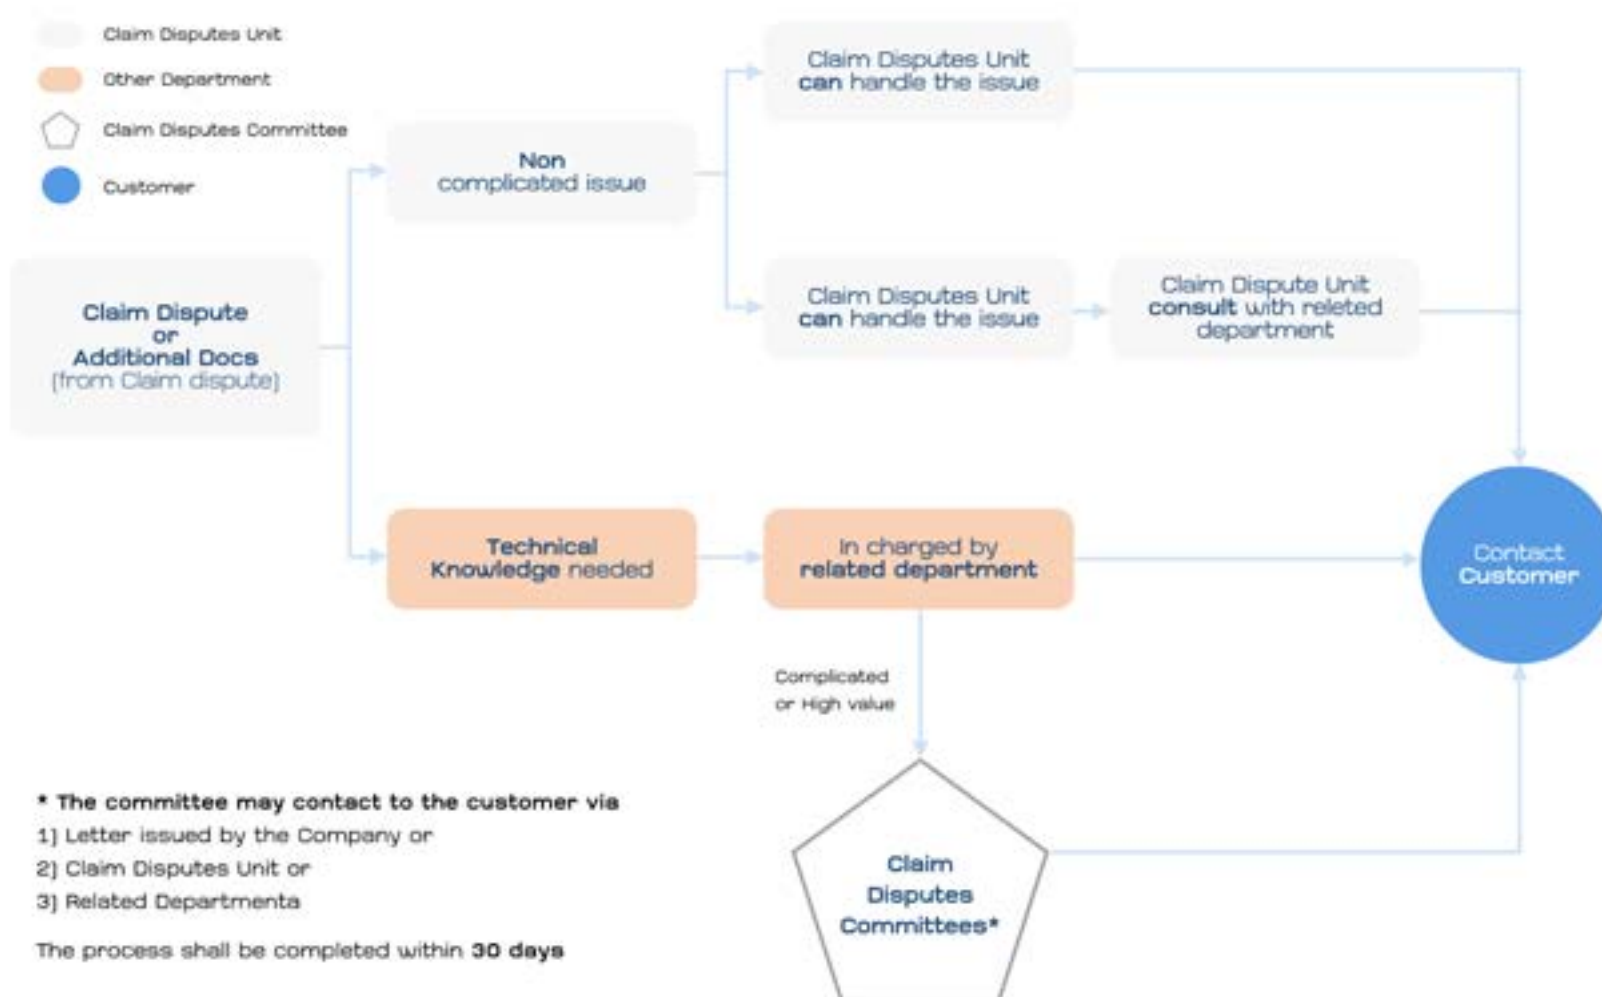 Claim Disputes Unit
Other Department
Claim Disputes Committee
Customer
Claim Dispute
or
Additional Docs
(from Claim dispute)
Non
complicated issue
Claim Disputes Unit
can handle the issue
Claim Disputes Unit
can handle the issue
Claim Dispute Unit
consult with releted
department
Technical
Knowledge needed
In charged by
related department
Contact
Customer
Complicated
or High value
Claim
Disputes
Committees*
* The committee may contact to the customer via
1) Letter issued by the Company or
2) Claim Disputes Unit or
3) Related Departmenta
The process shall be completed within 30 days